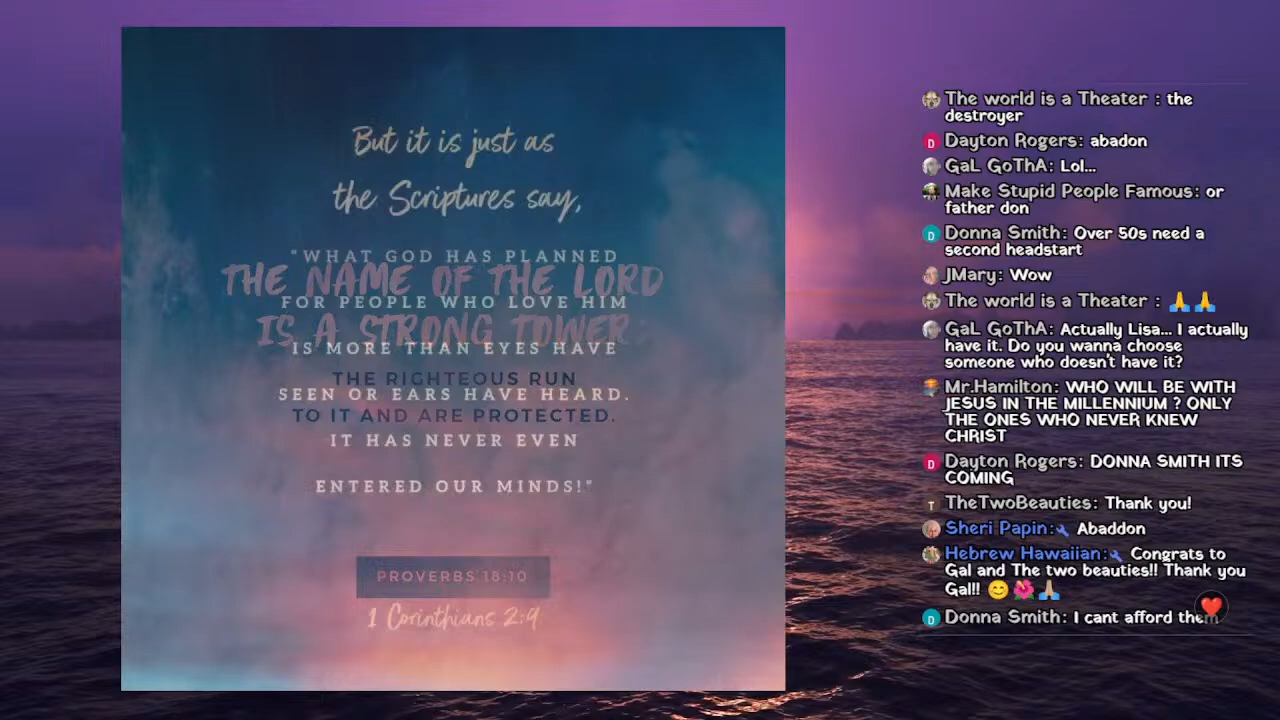 But it is just as
the Scriptures say,
"WHAT GOD HAS PLANNED
THE NAME OF THE LORD
FOR PEOPLE WHO LOVE HIM
IS A STRONG TOWER;
IS MORE THAN EYES HAVE
THE RIGHTEOUS RUN
SEEN OR EARS HAVE HEARD.
TO IT AND ARE PROTECTED.
IT HAS NEVER EVEN
ENTERED OUR MINDS!"
PROVERBS 18:10
1 Corinthians 2:9
The world is a Theater : the
destroyer
D Dayton Rogers: abadon
GaL GoThA: Lol...
Make Stupid People Famous: or
father don
D Donna Smith: Over 50s need a
second headstart
JMary: Wow
The world is a Theater : 🙏🙏
GaL GoThA: Actually Lisa... I actually
have it. Do you wanna choose
someone who doesn't have it?
Mr.Hamilton: WHO WILL BE WITH
JESUS IN THE MILLENNIUM ? ONLY
THE ONES WHO NEVER KNEW
CHRIST
D Dayton Rogers: DONNA SMITH ITS
COMING
T TheTwoBeauties: Thank you!
Sheri Papin: Abaddon
Hebrew Hawaiian: Congrats to
Gal and The two beauties!! Thank you
Gal!! 😊🌺🙏🏼
D Donna Smith: I cant afford them